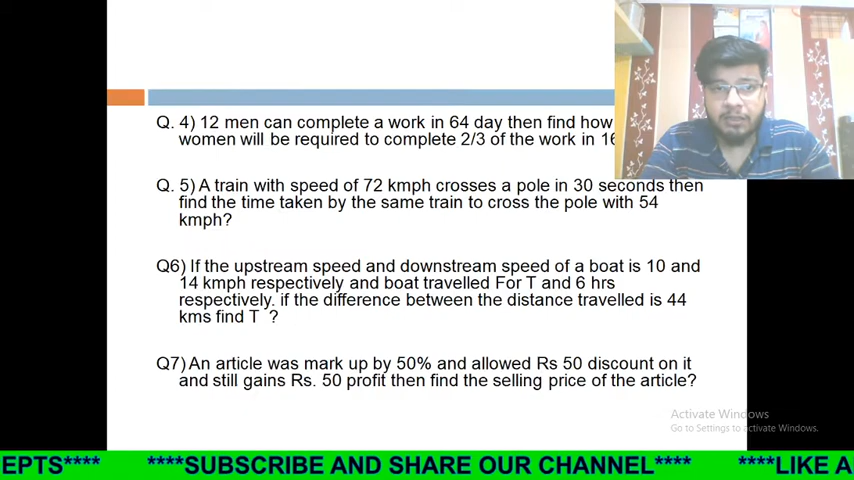 Q. 4) 12 men can complete a work in 64 day then find how
women will be required to complete 2/3 of the work in 16
Q. 5) A train with speed of 72 kmph crosses a pole in 30 seconds then
find the time taken by the same train to cross the pole with 54
kmph?
Q6) If the upstream speed and downstream speed of a boat is 10 and
14 kmph respectively and boat travelled For T and 6 hrs
respectively. if the difference between the distance travelled is 44
kms find T ?
Q7) An article was mark up by 50% and allowed Rs 50 discount on it
and still gains Rs. 50 profit then find the selling price of the article?
Activate Windows
Go to Settings to activate Windows.
EPTS**** ****SUBSCRIBE AND SHARE OUR CHANNEL**** ****LIKE A